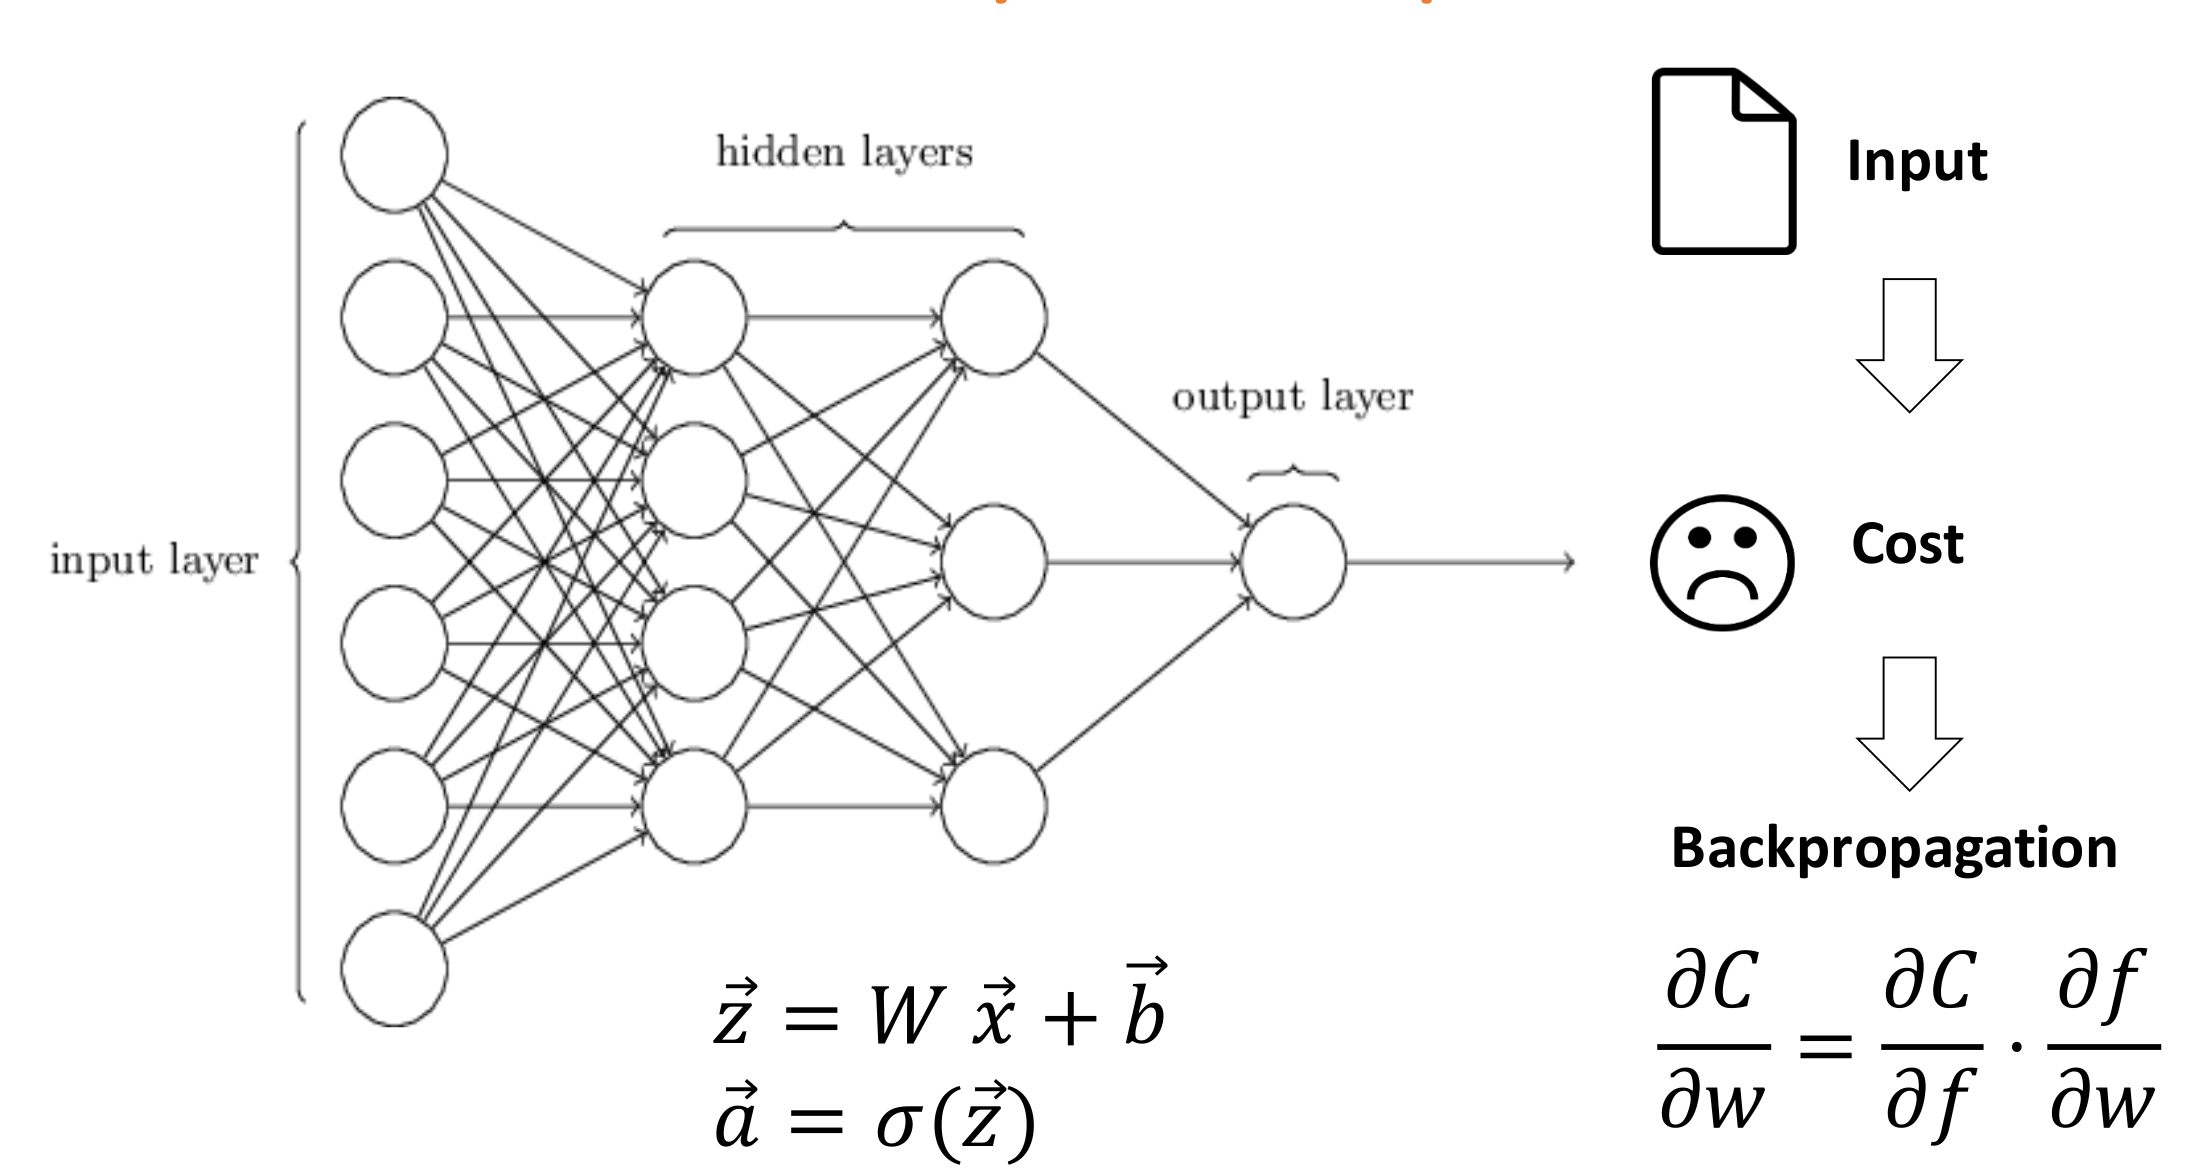 hidden layers
Input
output layer
input layer
Cost
Backpropagation
$\vec{z} = W\,\vec{x} + \vec{b}$
$\vec{a} = \sigma(\vec{z})$
$\frac{\partial C}{\partial w} = \frac{\partial C}{\partial f} \cdot \frac{\partial f}{\partial w}$